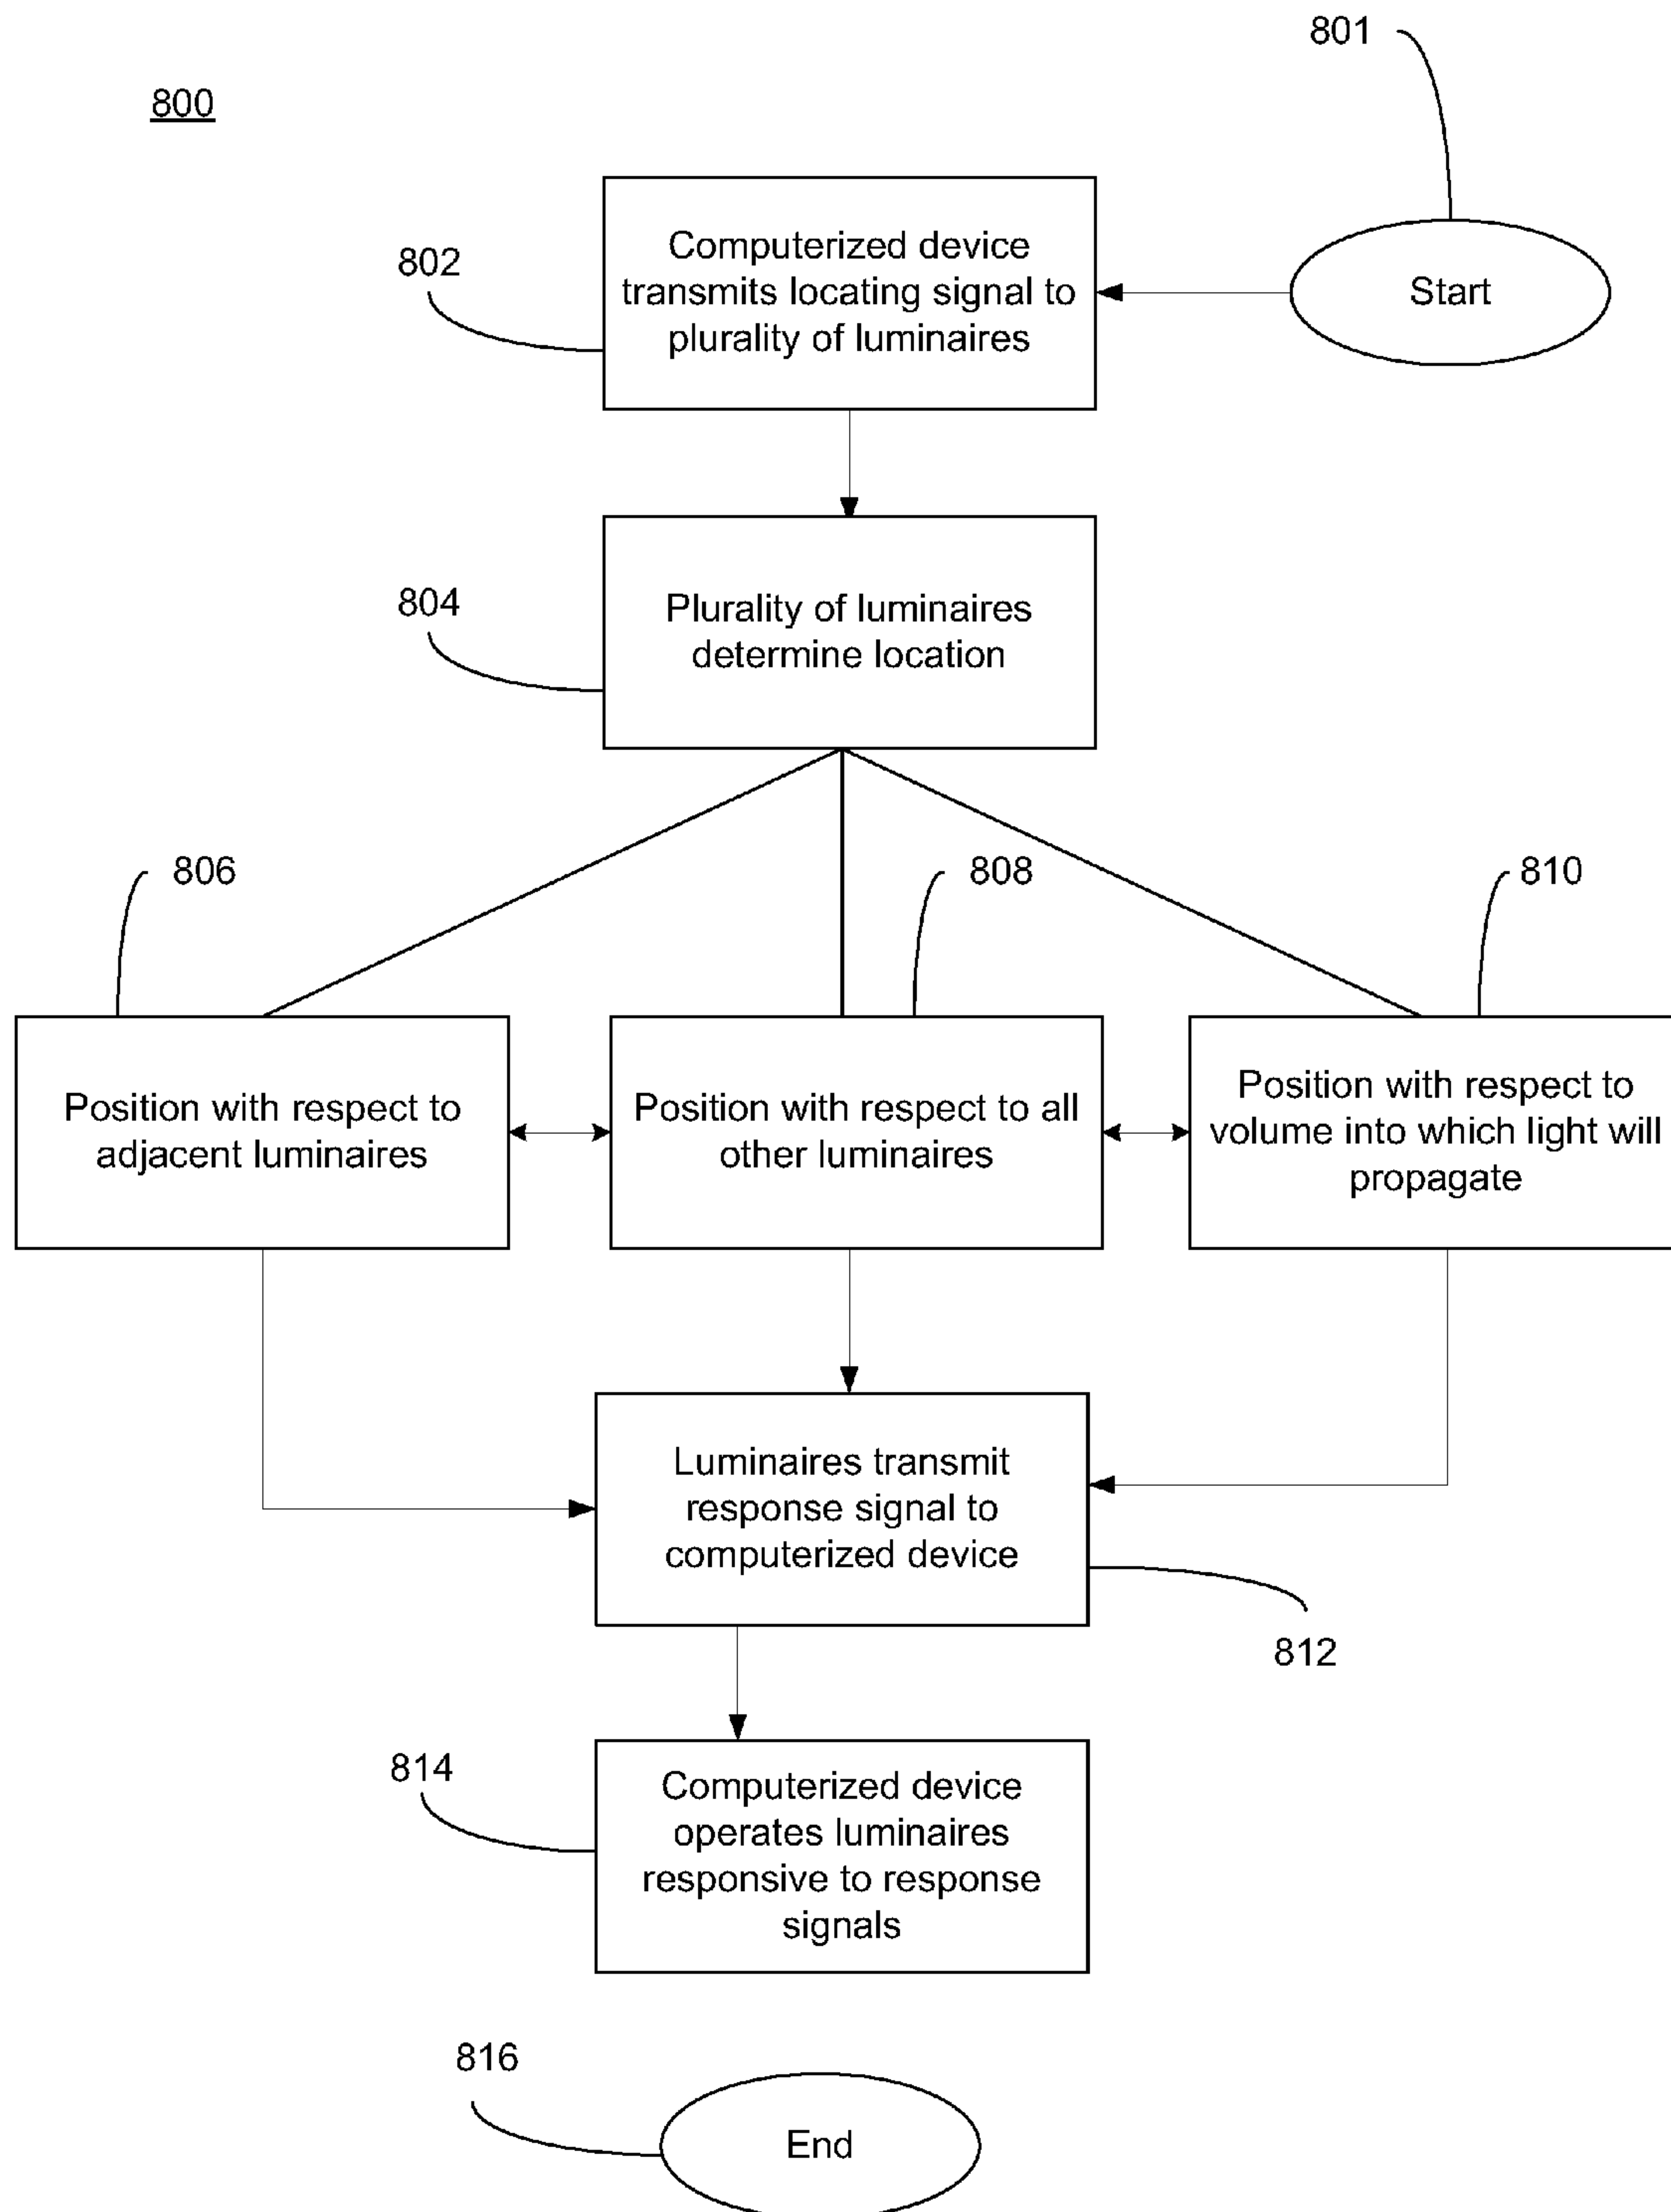 801
800
802
Computerized device
transmits locating signal to
plurality of luminaires
Start
804
Plurality of luminaires
determine location
806
808
810
Position with respect to
adjacent luminaires
Position with respect to all
other luminaires
Position with respect to
volume into which light will
propagate
Luminaires transmit
response signal to
computerized device
812
814
Computerized device
operates luminaires
responsive to response
signals
816
End